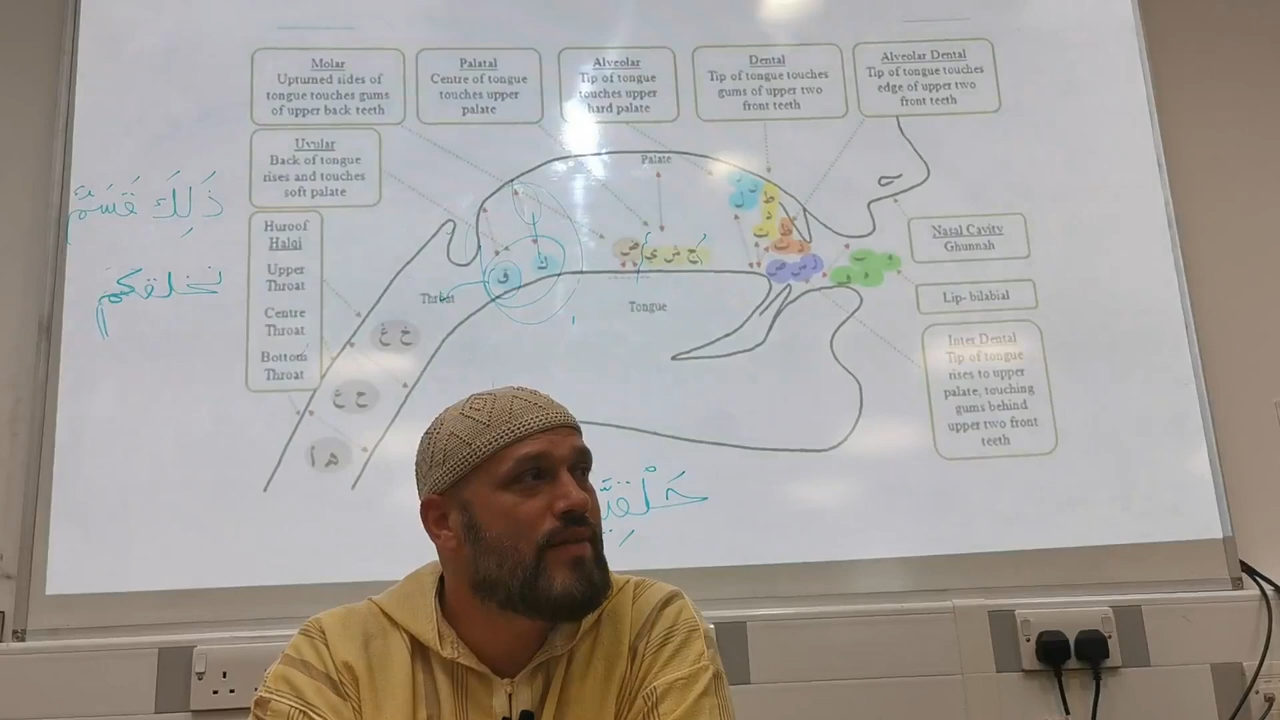 Molar
Upturned sides of
tongue touches gums
of upper back teeth
Palatal
Centre of tongue
touches upper
palate
Alveolar
Tip of tongue
touches upper
hard palate
Dental
Tip of tongue touches
gums of upper two
front teeth
Alveolar Dental
Tip of tongue touches
edge of upper two
front teeth
Uvular
Back of tongue
rises and touches
soft palate
Palate
ذَلِكَ قَسَمٌ
نخلقكم
Huroof
Halqi
Upper
Throat
Centre
Throat
Bottom
Throat
Nasal Cavity
Ghunnah
Lip- bilabial
Inter Dental
Tip of tongue
rises to upper
palate, touching
gums behind
upper two front
teeth
Throat
Tongue
ق
ض
ج ش ي
ط
د
ت
خ غ
ه أ